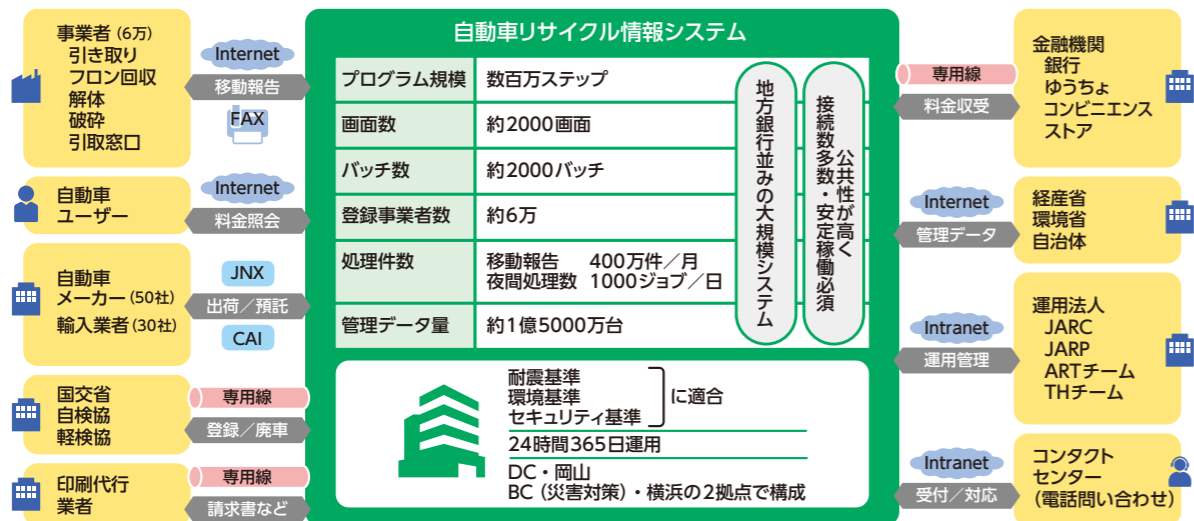 自動車リサイクル情報システム
事業者（6万）
引き取り
フロン回収
解体
破砕
引取窓口
Internet
移動報告
FAX
自動車
ユーザー
Internet
料金照会
自動車
メーカー（50社）
輸入業者（30社）
JNX
出荷／預託
CAI
国交省
自検協
軽検協
専用線
登録／廃車
印刷代行
業者
専用線
請求書など
プログラム規模 数百万ステップ
画面数 約2000画面
バッチ数 約2000バッチ
登録事業者数 約6万
処理件数 移動報告 400万件／月
夜間処理数 1000ジョブ／日
管理データ量 約1億5000万台
地方銀行並みの大規模システム
公共性が高く
接続数多数・安定稼働必須
耐震基準
環境基準
セキュリティ基準
に適合
24時間365日運用
DC・岡山
BC（災害対策）・横浜の2拠点で構成
専用線
料金収受
金融機関
銀行
ゆうちょ
コンビニエンス
ストア
Internet
管理データ
経産省
環境省
自治体
Intranet
運用管理
運用法人
JARC
JARP
ARTチーム
THチーム
Intranet
受付／対応
コンタクト
センター
（電話問い合わせ）